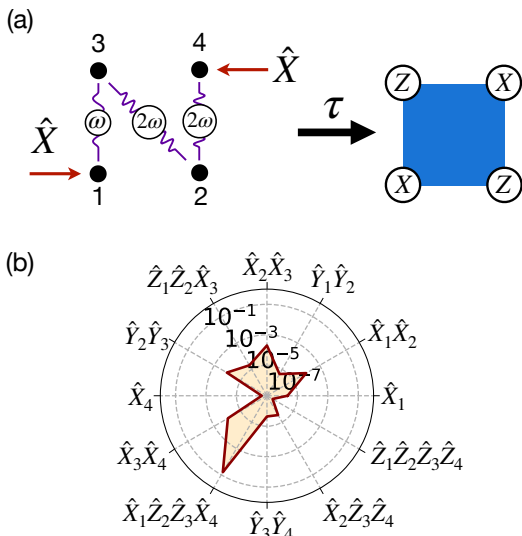 (a)
3 4
X̂
ω 2ω 2ω
X̂
1 2
τ
Z X
X Z
(b)
X̂₂X̂₃
Ẑ₁Ẑ₂X̂₃ Ŷ₁Ŷ₂
10⁻¹
Ŷ₂Ŷ₃ 10⁻³ X̂₁X̂₂
10⁻⁵
10⁻⁷
X̂₄ X̂₁
X̂₃X̂₄ Ẑ₁Ẑ₂Ẑ₃Ẑ₄
X̂₁Ẑ₂Ẑ₃X̂₄ X̂₂Ẑ₃Ẑ₄
Ŷ₃Ŷ₄